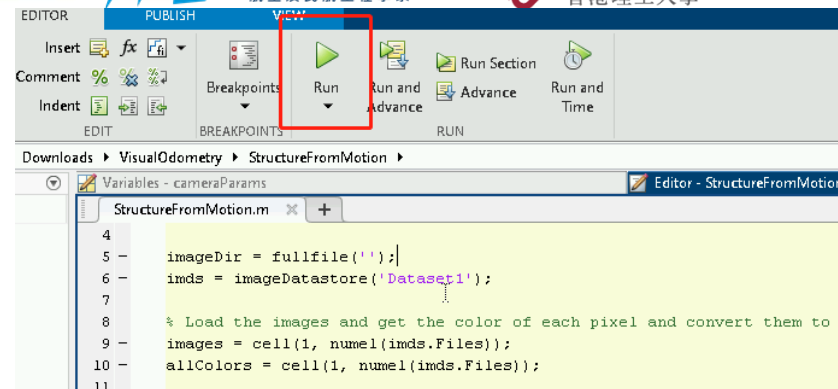 EDITOR PUBLISH VIEW
Insert fx
Comment
Indent
Breakpoints
Run
Run and Advance
Run Section
Advance
Run and Time
EDIT BREAKPOINTS RUN
Downloads ▸ VisualOdometry ▸ StructureFromMotion ▸
Variables - cameraParams
Editor - StructureFromMotion
StructureFromMotion.m × +
4
5 - imageDir = fullfile('');
6 - imds = imageDatastore('Dataset1');
7
8 % Load the images and get the color of each pixel and convert them to
9 - images = cell(1, numel(imds.Files));
10 - allColors = cell(1, numel(imds.Files));
11